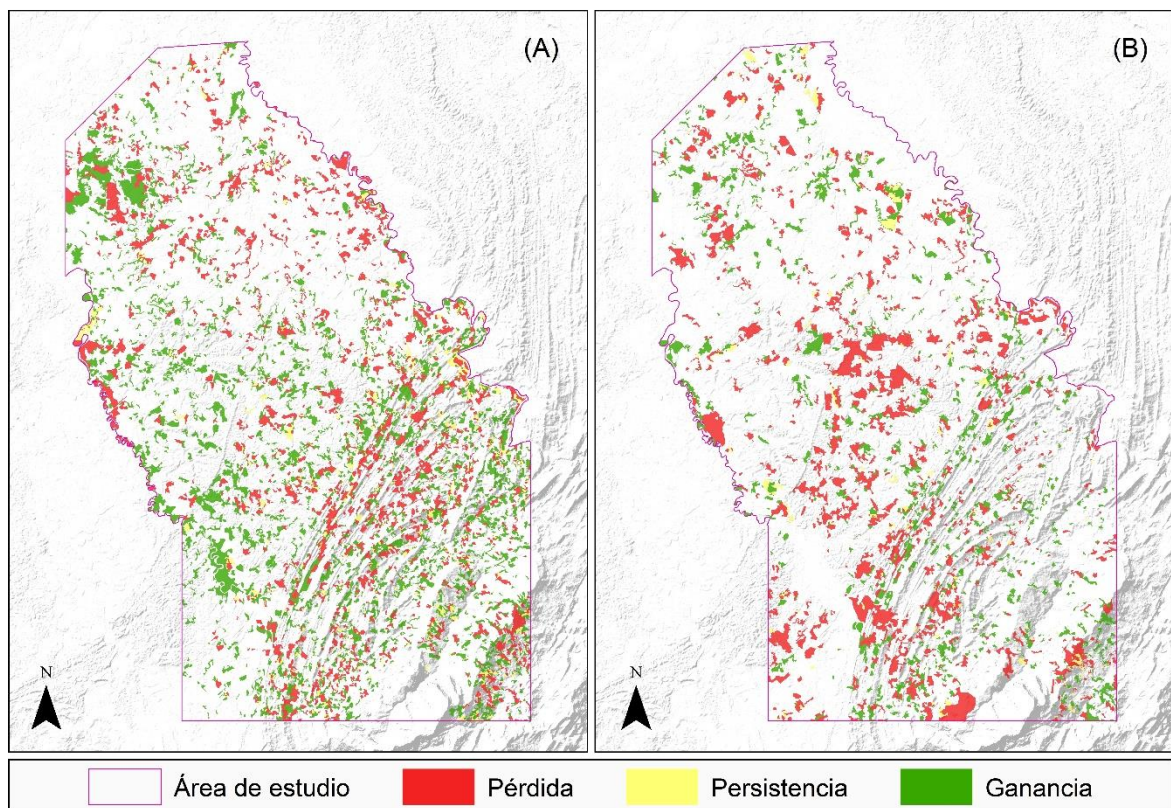 (A)
(B)
N
N
Área de estudio
Pérdida
Persistencia
Ganancia